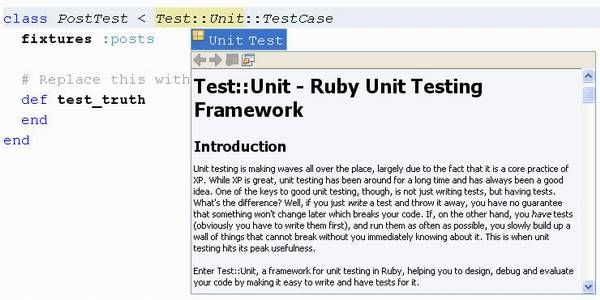 class PostTest < Test::Unit::TestCase
fixtures :posts
Unit Test
# Replace this with
def test_truth
end
end
Test::Unit - Ruby Unit Testing
Framework
Introduction
Unit testing is making waves all over the place, largely due to the fact that it is a core practice of
XP. While XP is great, unit testing has been around for a long time and has always been a good
idea. One of the keys to good unit testing, though, is not just writing tests, but having tests.
What's the difference? Well, if you just write a test and throw it away, you have no guarantee
that something won't change later which breaks your code. If, on the other hand, you have tests
(obviously you have to write them first), and run them as often as possible, you slowly build up a
wall of things that cannot break without you immediately knowing about it. This is when unit
testing hits its peak usefulness.
Enter Test::Unit, a framework for unit testing in Ruby, helping you to design, debug and evaluate
your code by making it easy to write and have tests for it.